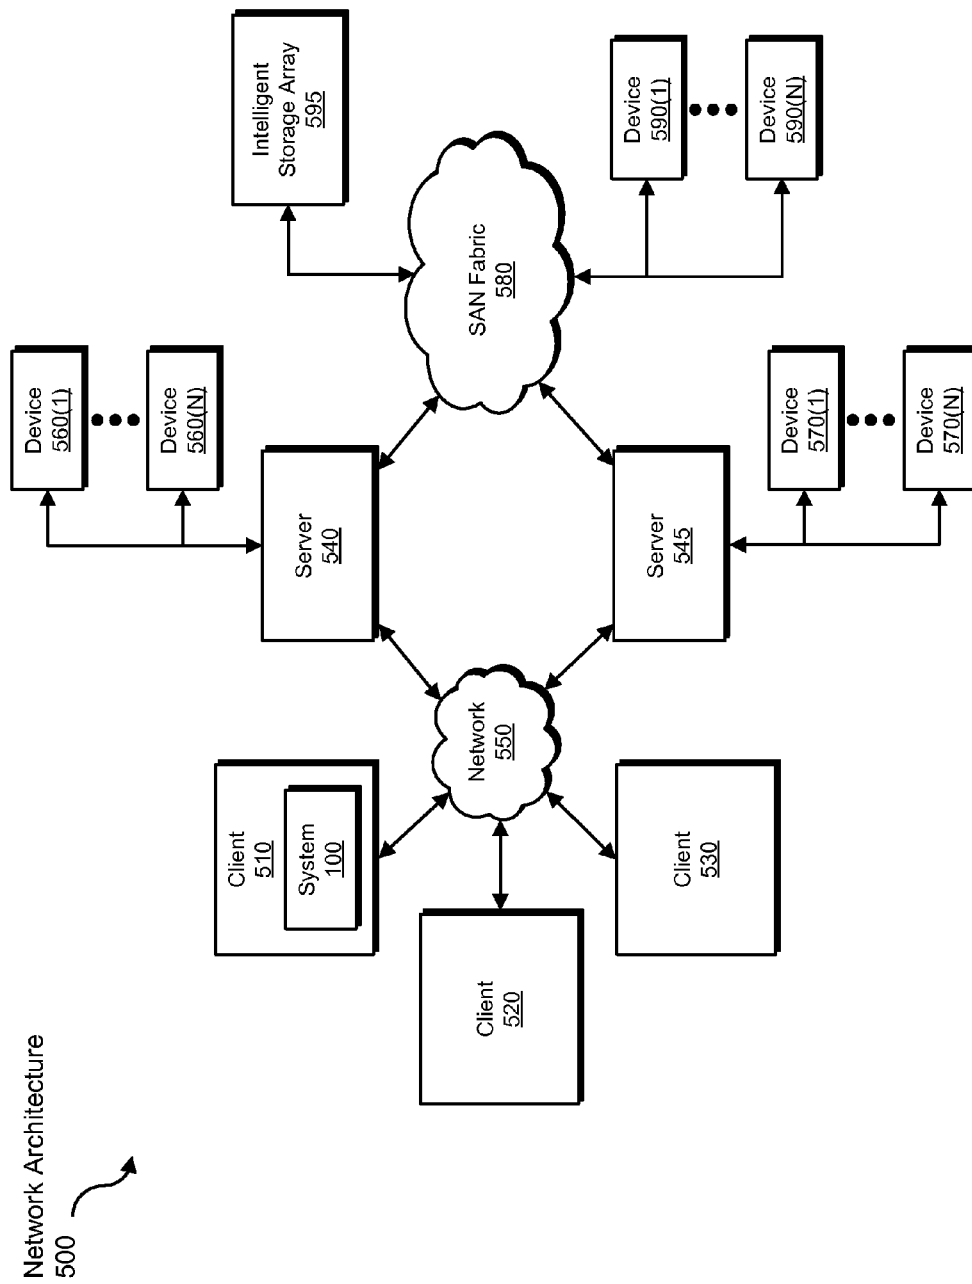 Network Architecture
500
Device
560(1)
Device
560(N)
Intelligent
Storage Array
595
Client
510
System
100
Server
540
Client
520
Network
550
SAN Fabric
580
Client
530
Server
545
Device
590(1)
Device
590(N)
Device
570(1)
Device
570(N)